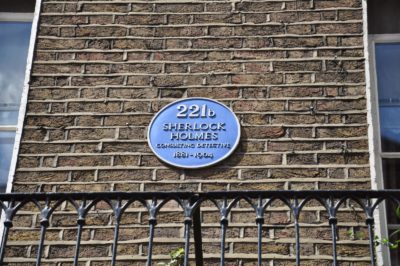 221b
SHERLOCK
HOLMES
CONSULTING DETECTIVE
1881-1904